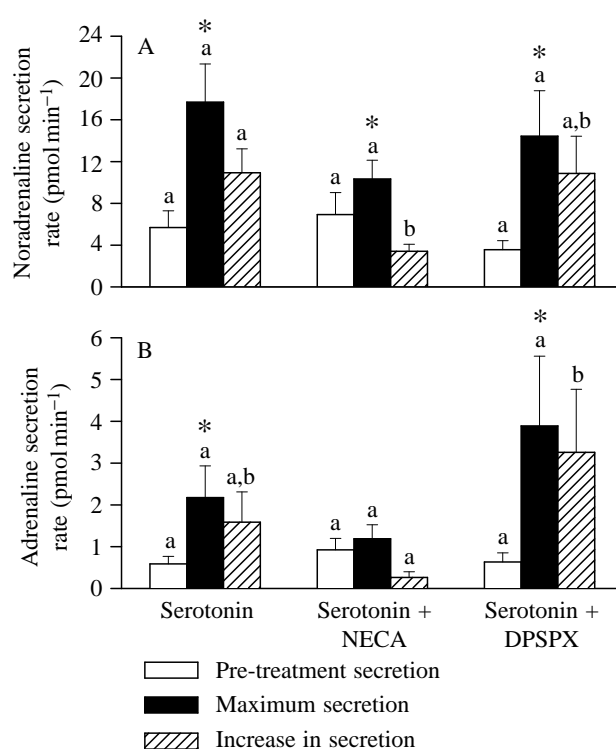 A
Noradrenaline secretion
rate (pmol min−1)
24
20
16
12
8
4
0
a
*
a
a
a
*
a
b
a
*
a
a,b
B
Adrenaline secretion
rate (pmol min−1)
6
5
4
3
2
1
0
a
*
a
a,b
a
a
a
a
*
a
b
Serotonin
Serotonin +
NECA
Serotonin +
DPSPX
Pre-treatment secretion
Maximum secretion
Increase in secretion